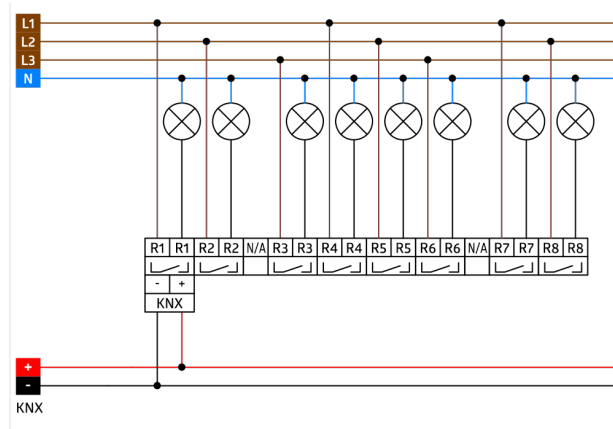 L1
L2
L3
N
R1 R1 R2 R2 N/A R3 R3 R4 R4 R5 R5 R6 R6 N/A R7 R7 R8 R8
- +
KNX
+
-
KNX